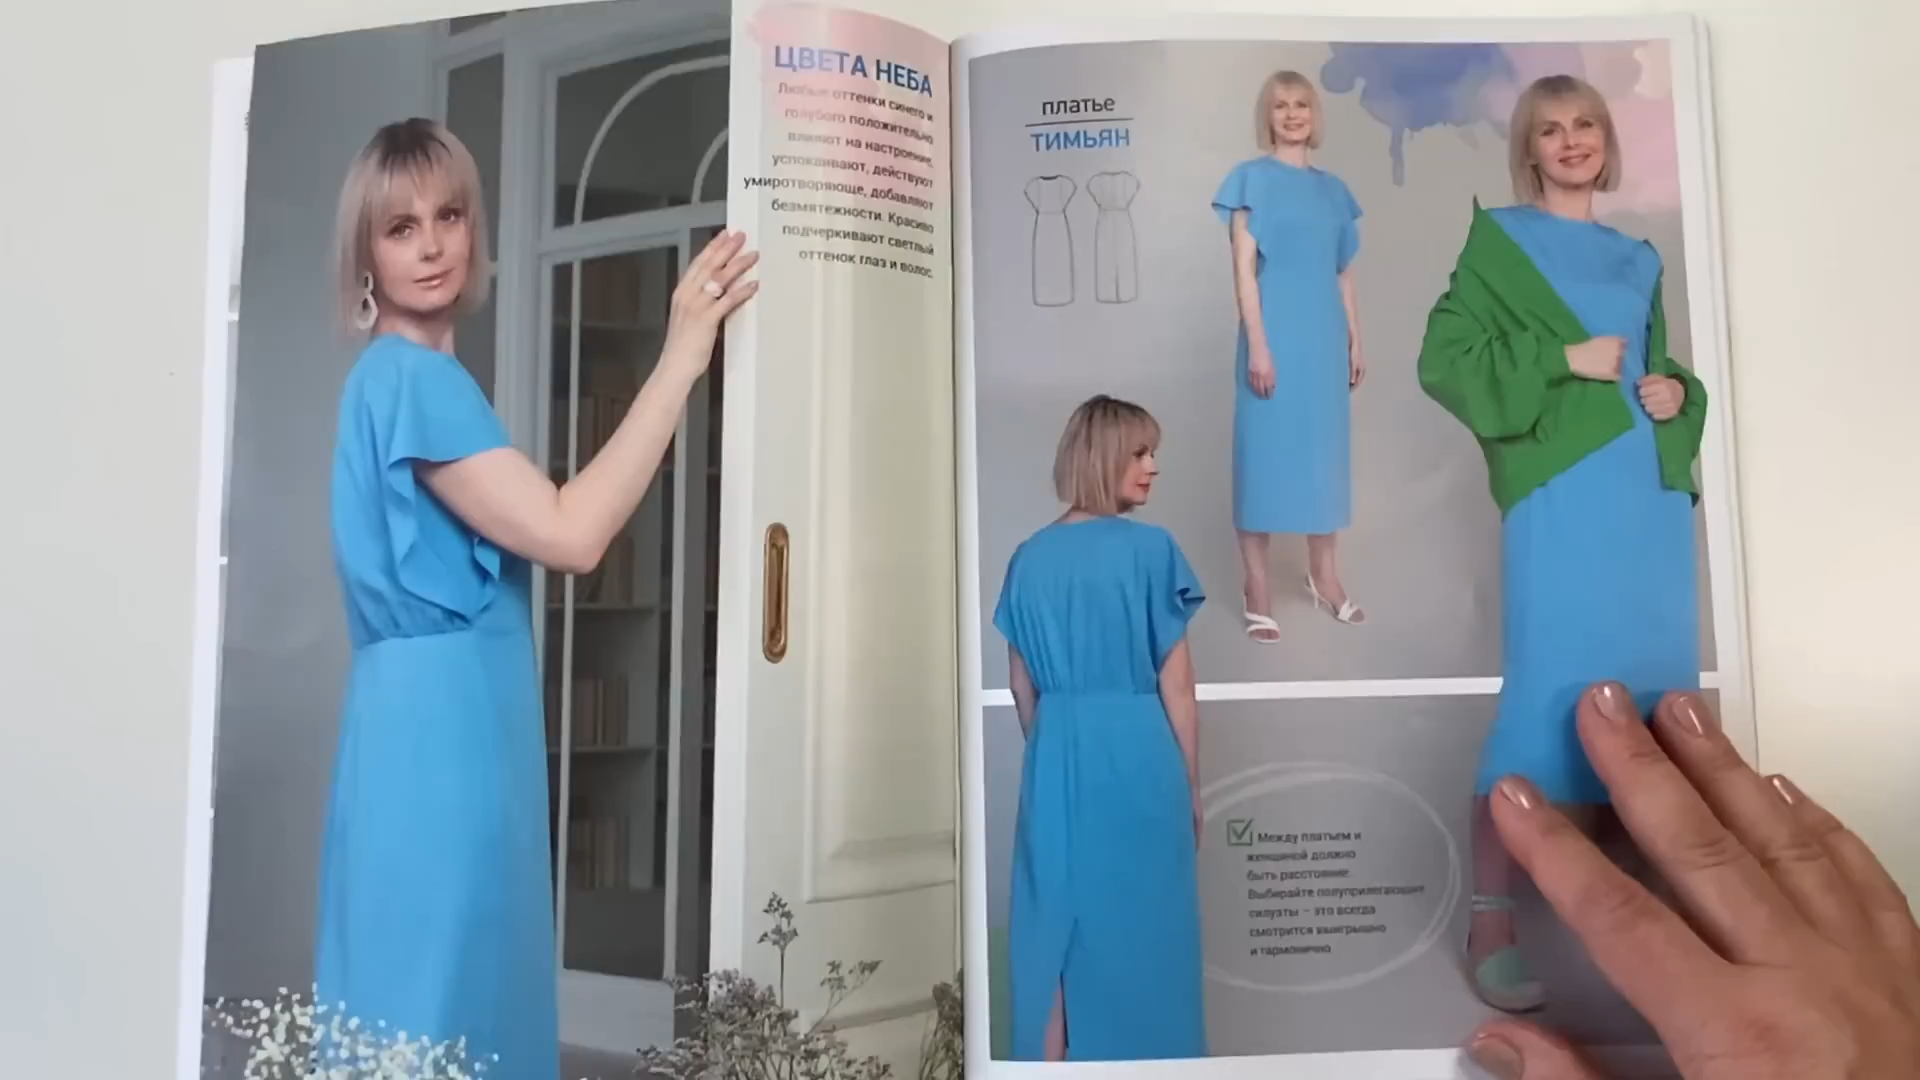 ЦВЕТА НЕБА
Любые оттенки синего и
голубого положительно
влияют на настроение,
успокаивают, действуют
умиротворяюще, добавляют
безмятежности. Красиво
подчеркивают светлый
оттенок глаз и волос.
платье
ТИМЬЯН
Между платьем и
женщиной должно
быть расстояние.
Выбирайте полуприлегающие
силуэты – это всегда
смотрится выигрышно
и гармонично